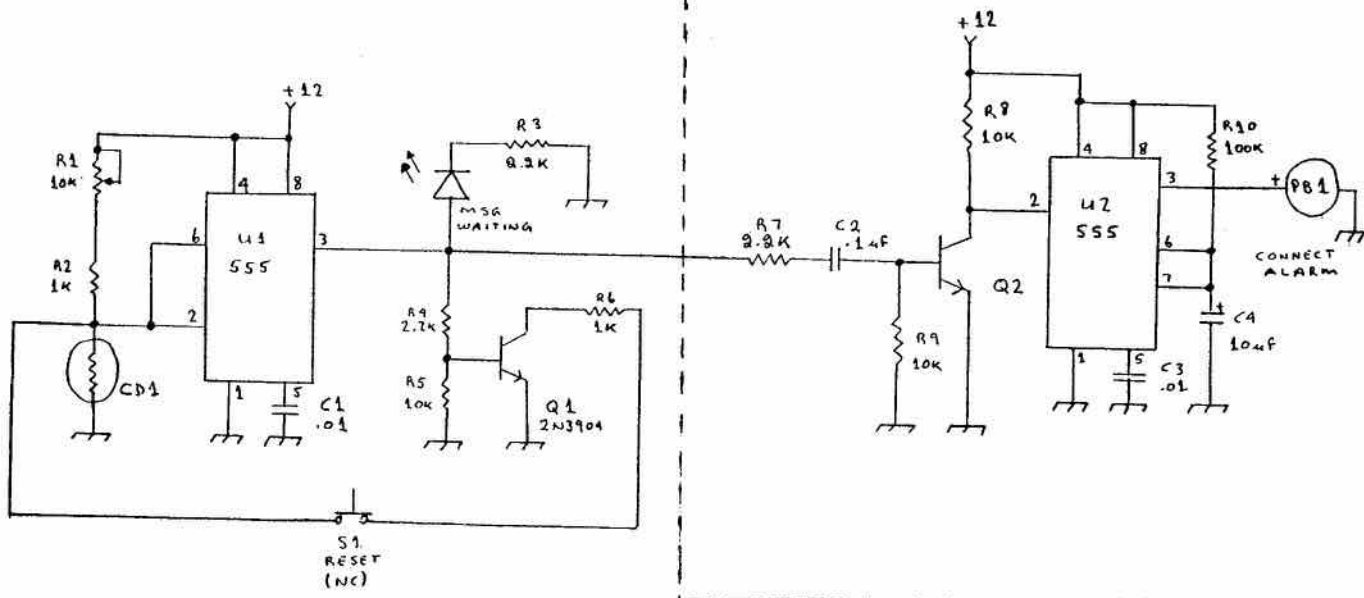 +12
R1
10K
4
8
6
U1
555
3
R2
1K
2
CD1
1
5
C1
.01
R3
2.2K
MSG
WAITING
R4
2.2K
R5
10K
R6
1K
Q1
2N3904
S1
RESET
(NC)
R7
2.2K
C2
.1uF
+12
R8
10K
R9
10K
Q2
2
4
8
U2
555
3
6
7
1
5
C3
.01
R10
100K
+
PB1
CONNECT
ALARM
+
C4
10uF